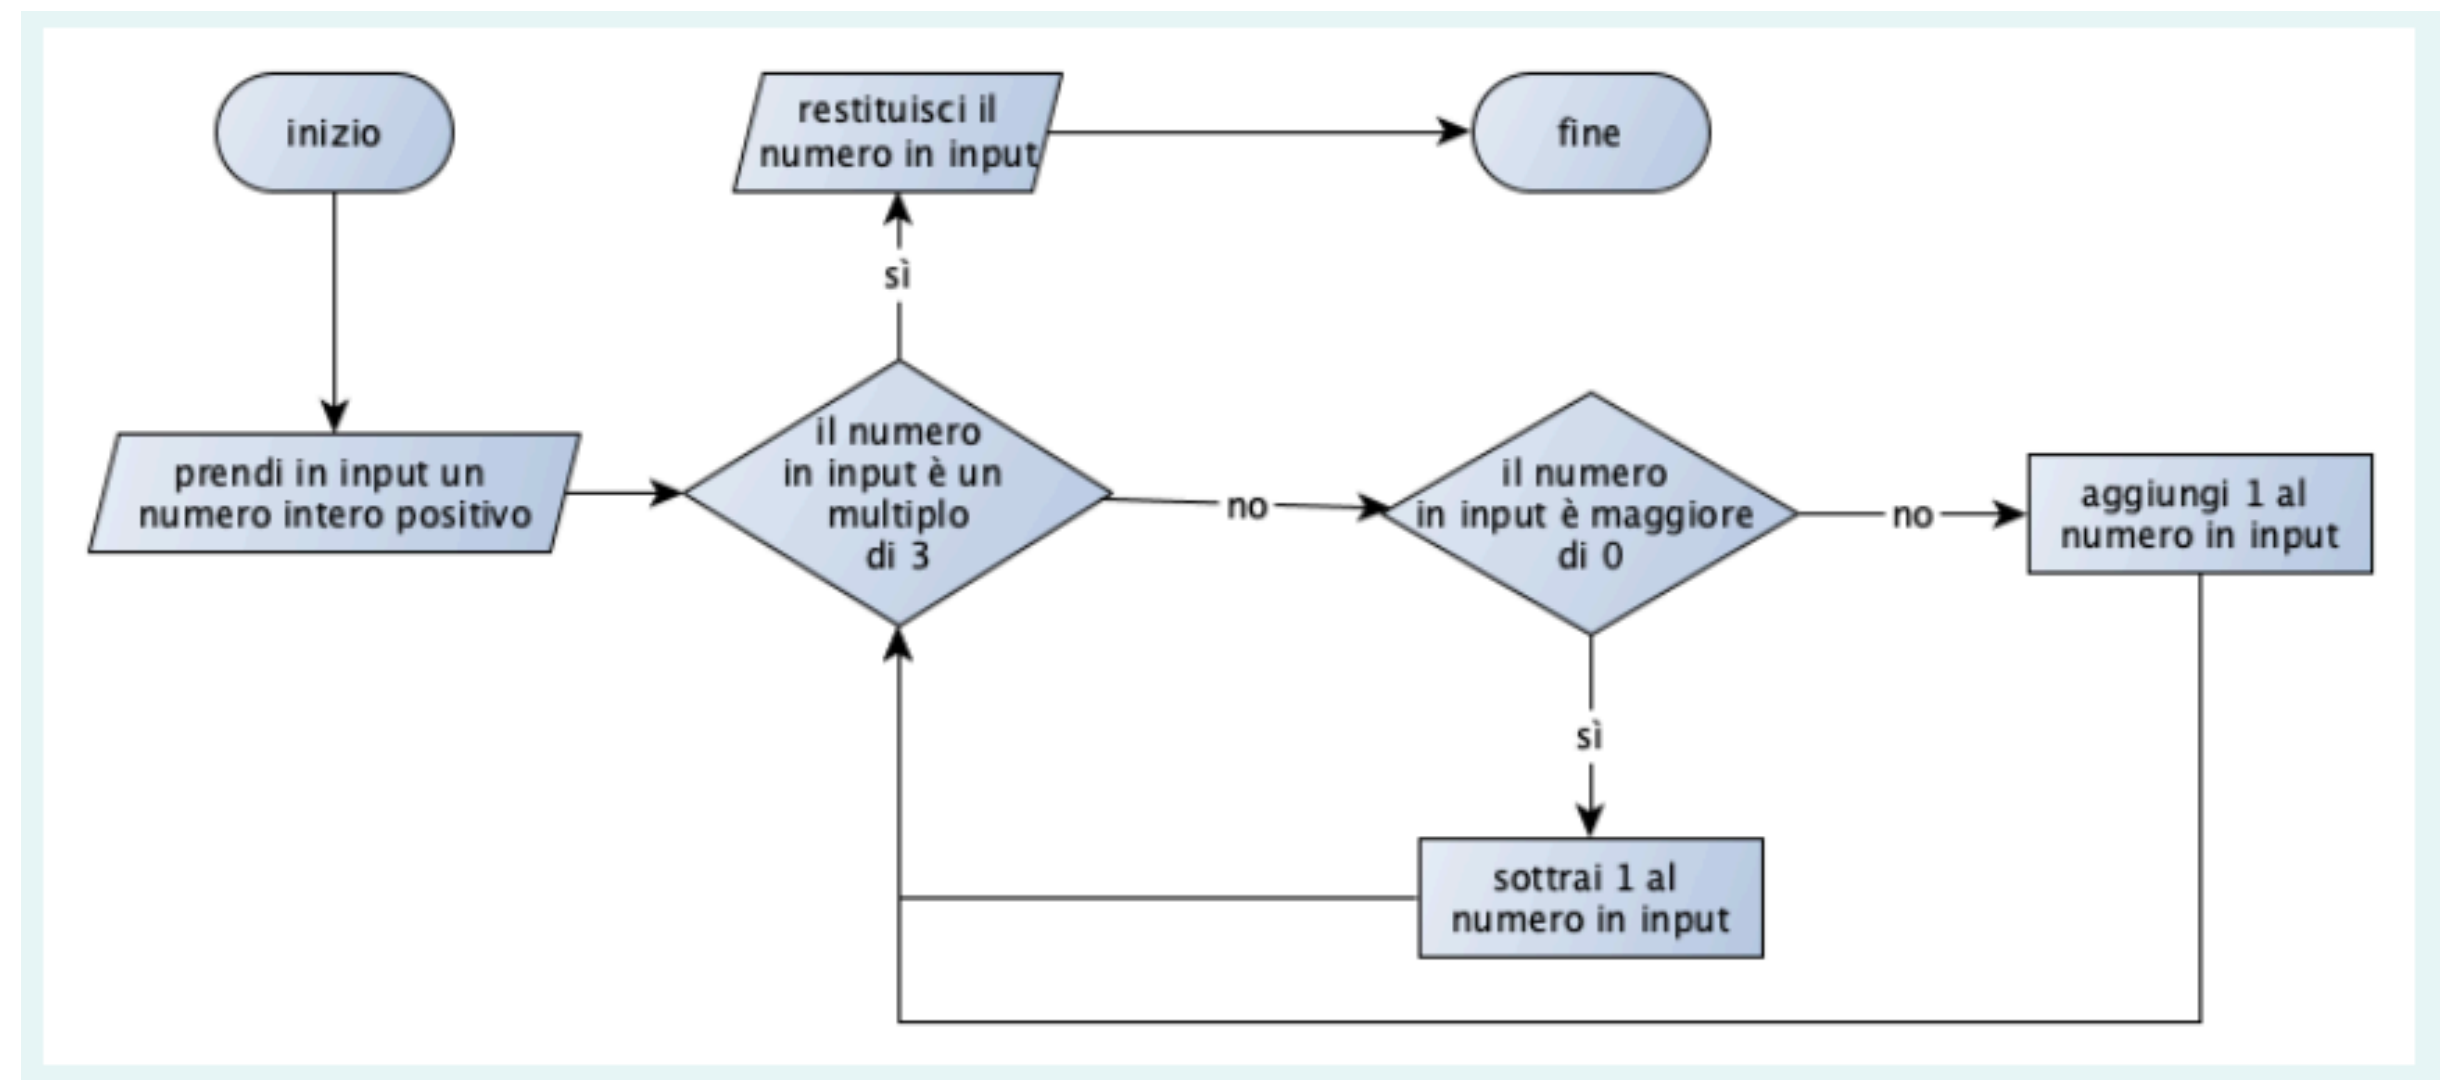 inizio
restituisci il
numero in input
fine
sì
prendi in input un
numero intero positivo
il numero
in input è un
multiplo
di 3
no
il numero
in input è maggiore
di 0
no
aggiungi 1 al
numero in input
sì
sottrai 1 al
numero in input